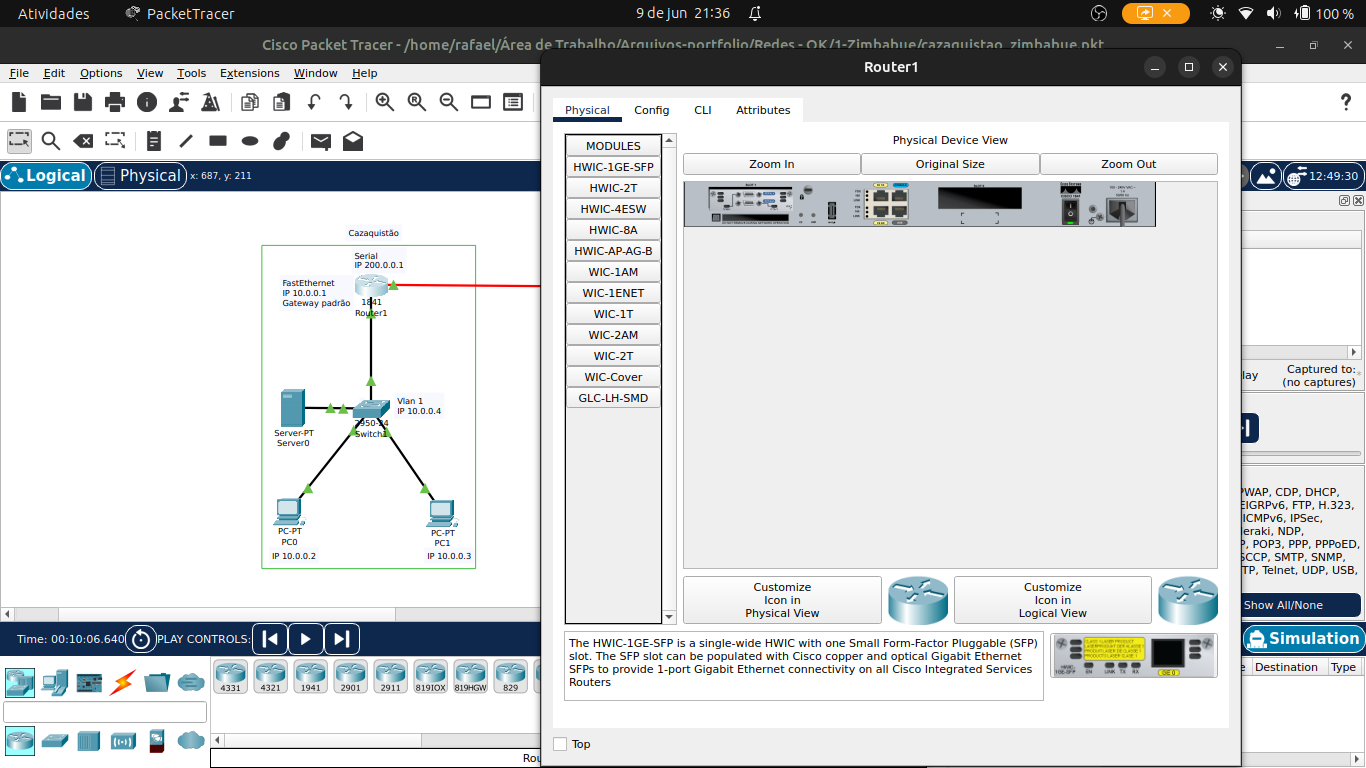 Atividades
PacketTracer
9 de jun 21:36
100 %
Cisco Packet Tracer - /home/rafael/Área de Trabalho/Arquivos-portfolio/Redes - OK/1-Zimbabue/cazaquistao_zimbabue.pkt
File Edit Options View Tools Extensions Window Help
Logical
Physical
x: 687, y: 211
12:49:30
Cazaquistão
Serial
IP 200.0.0.1
FastEthernet
IP 10.0.0.1
Gateway padrão
1841
Router1
Vlan 1
IP 10.0.0.4
2950-24
Switch1
Server-PT
Server0
PC-PT
PC0
IP 10.0.0.2
PC-PT
PC1
IP 10.0.0.3
Router1
Physical
Config
CLI
Attributes
MODULES
HWIC-1GE-SFP
HWIC-2T
HWIC-4ESW
HWIC-8A
HWIC-AP-AG-B
WIC-1AM
WIC-1ENET
WIC-1T
WIC-2AM
WIC-2T
WIC-Cover
GLC-LH-SMD
Physical Device View
Zoom In
Original Size
Zoom Out
Customize
Icon in
Physical View
Customize
Icon in
Logical View
The HWIC-1GE-SFP is a single-wide HWIC with one Small Form-Factor Pluggable (SFP)
slot. The SFP slot can be populated with Cisco copper and optical Gigabit Ethernet
SFPs to provide 1-port Gigabit Ethernet connectivity on all Cisco Integrated Services
Routers
Top
lay
Captured to:
(no captures)
PWAP, CDP, DHCP,
EIGRPv6, FTP, H.323,
ICMPv6, IPSec,
eraki, NDP,
P, POP3, PPP, PPPoED,
SCCP, SMTP, SNMP,
TP, Telnet, UDP, USB,
Show All/None
Time: 00:10:06.640
PLAY CONTROLS:
Simulation
Destination
Type
4331
4321
1941
2901
2911
819IOX
819HGW
829
Rou